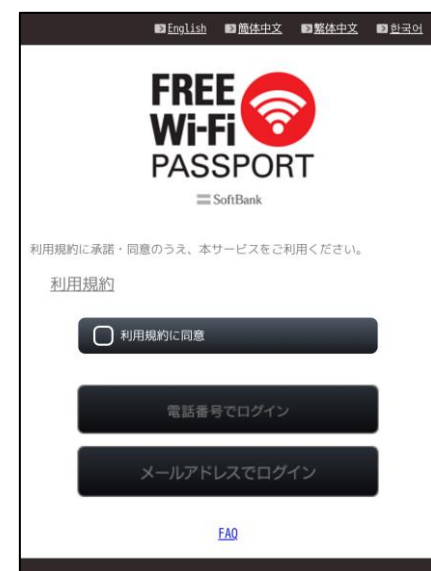 English 簡体中文 繁体中文 한국어
FREE
Wi-Fi
PASSPORT
SoftBank
利用規約に承諾・同意のうえ、本サービスをご利用ください。
利用規約
利用規約に同意
電話番号でログイン
メールアドレスでログイン
FAQ